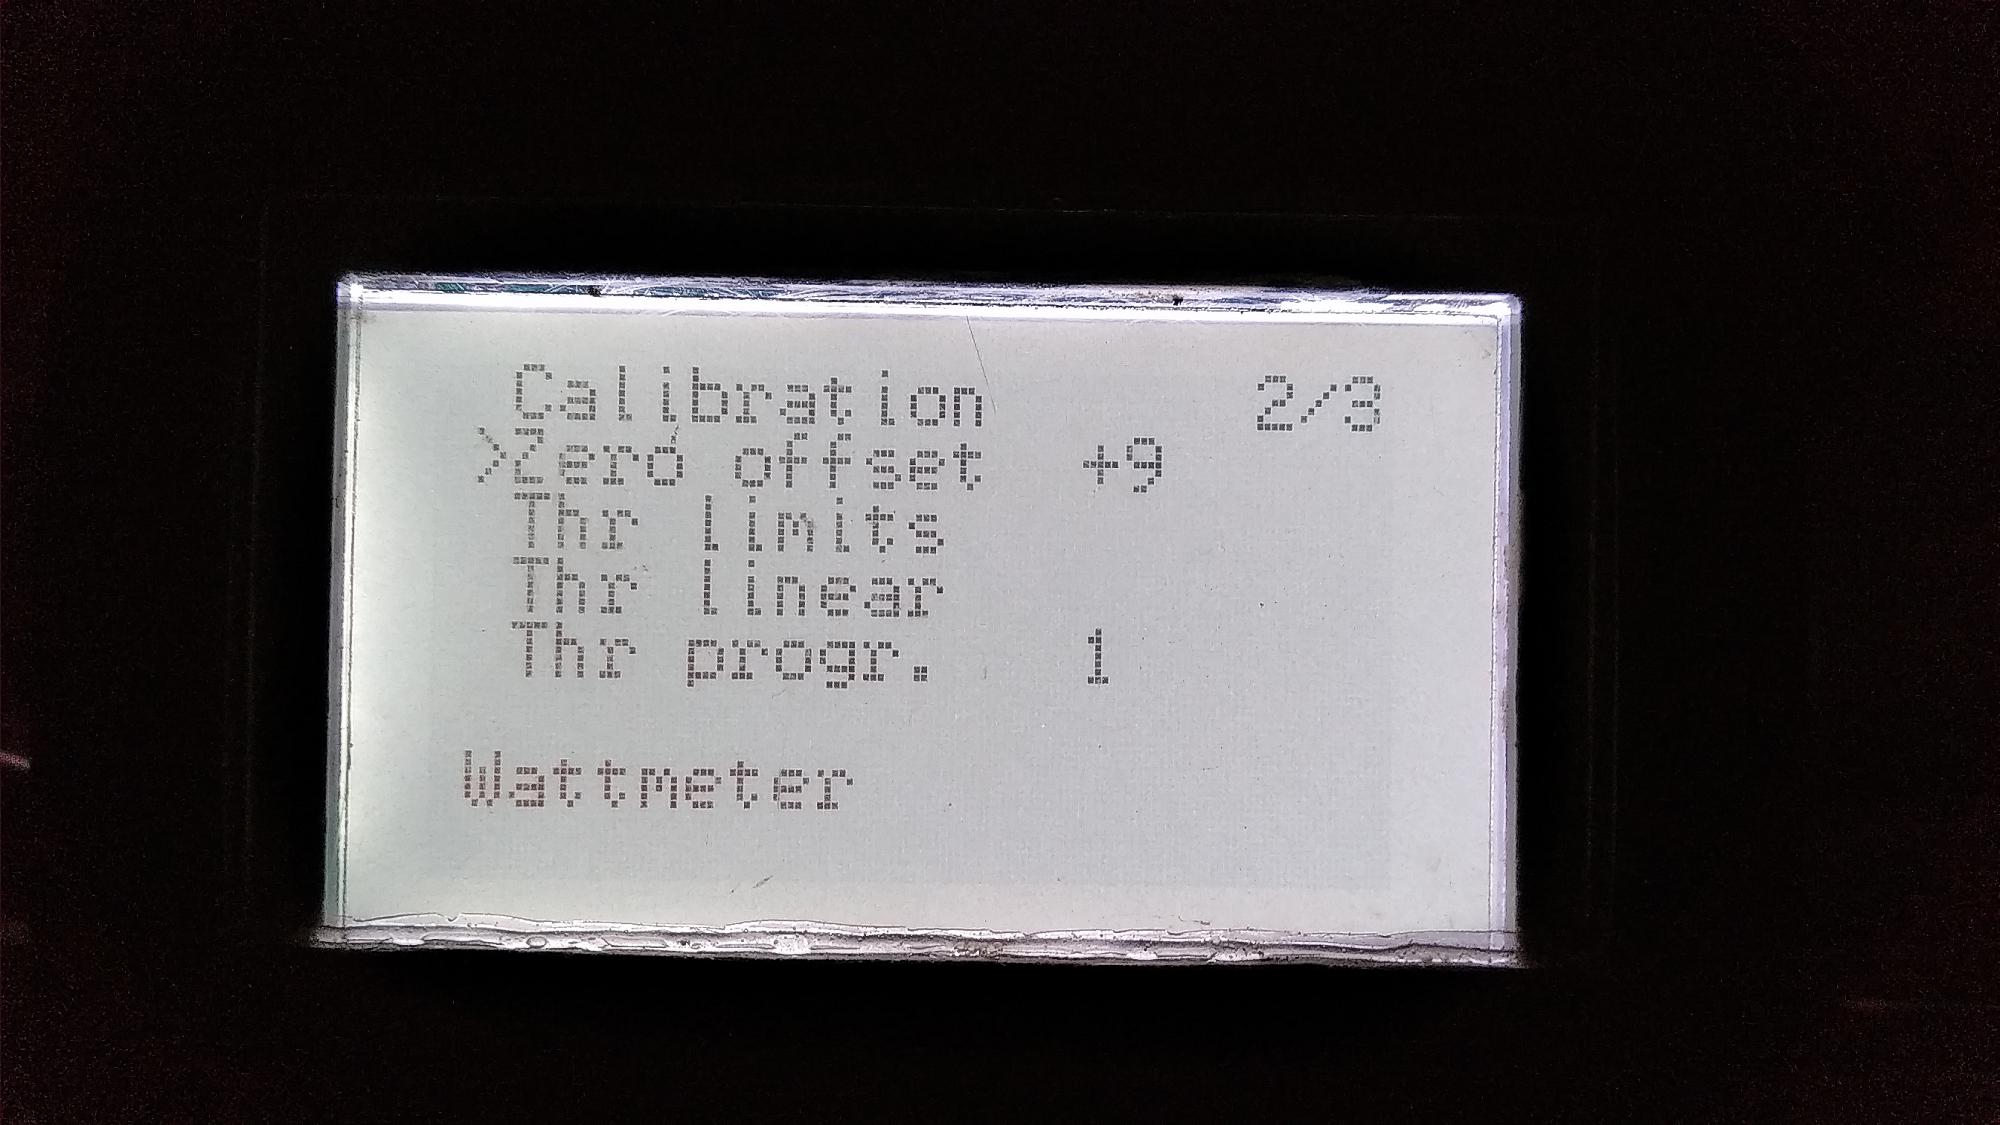 Calibration 2/3
>Zero offset +9
Thr limits
Thr linear
Thr progr. 1
Wattmeter